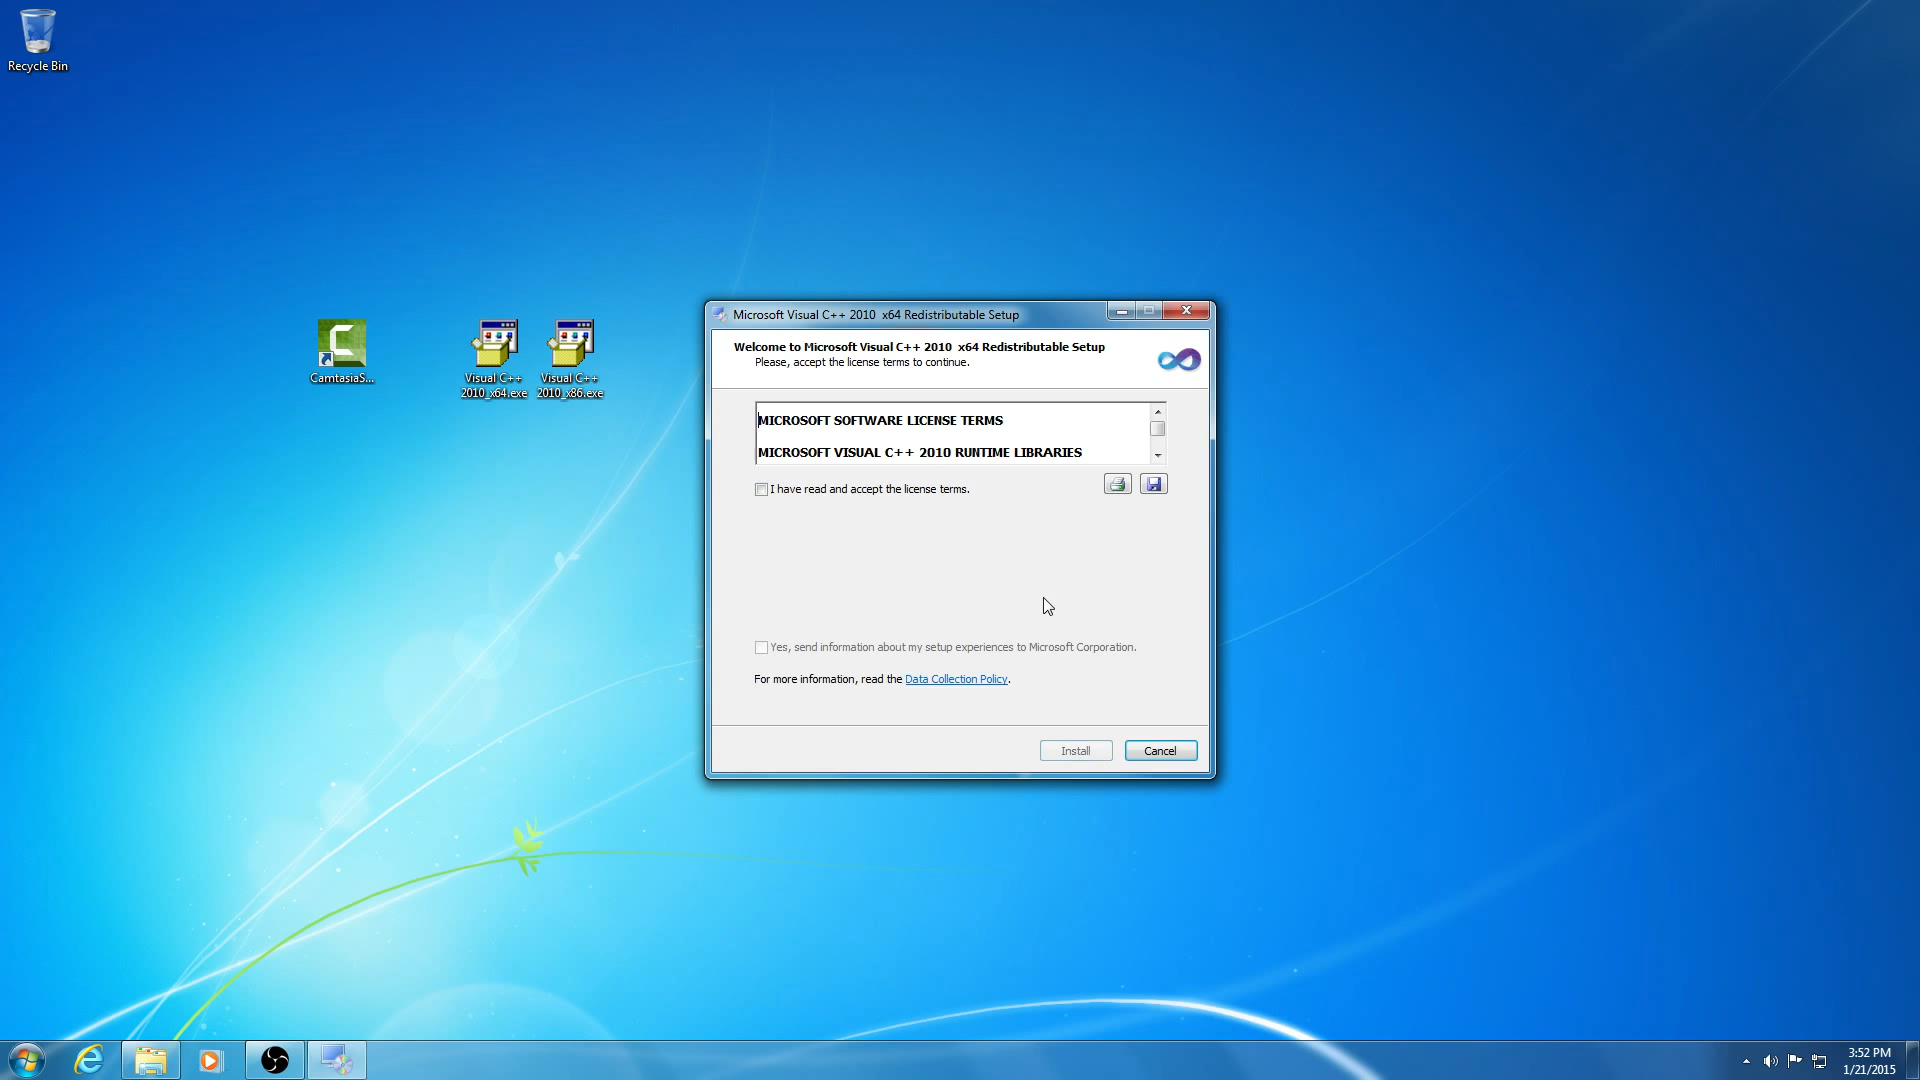 Recycle Bin
CamtasiaS...
Visual C++
2010_x64.exe
Visual C++
2010_x86.exe
Microsoft Visual C++ 2010  x64 Redistributable Setup
Welcome to Microsoft Visual C++ 2010  x64 Redistributable Setup
Please, accept the license terms to continue.
MICROSOFT SOFTWARE LICENSE TERMS
MICROSOFT VISUAL C++ 2010 RUNTIME LIBRARIES
I have read and accept the license terms.
Yes, send information about my setup experiences to Microsoft Corporation.
For more information, read the Data Collection Policy.
Install
Cancel
3:52 PM
1/21/2015